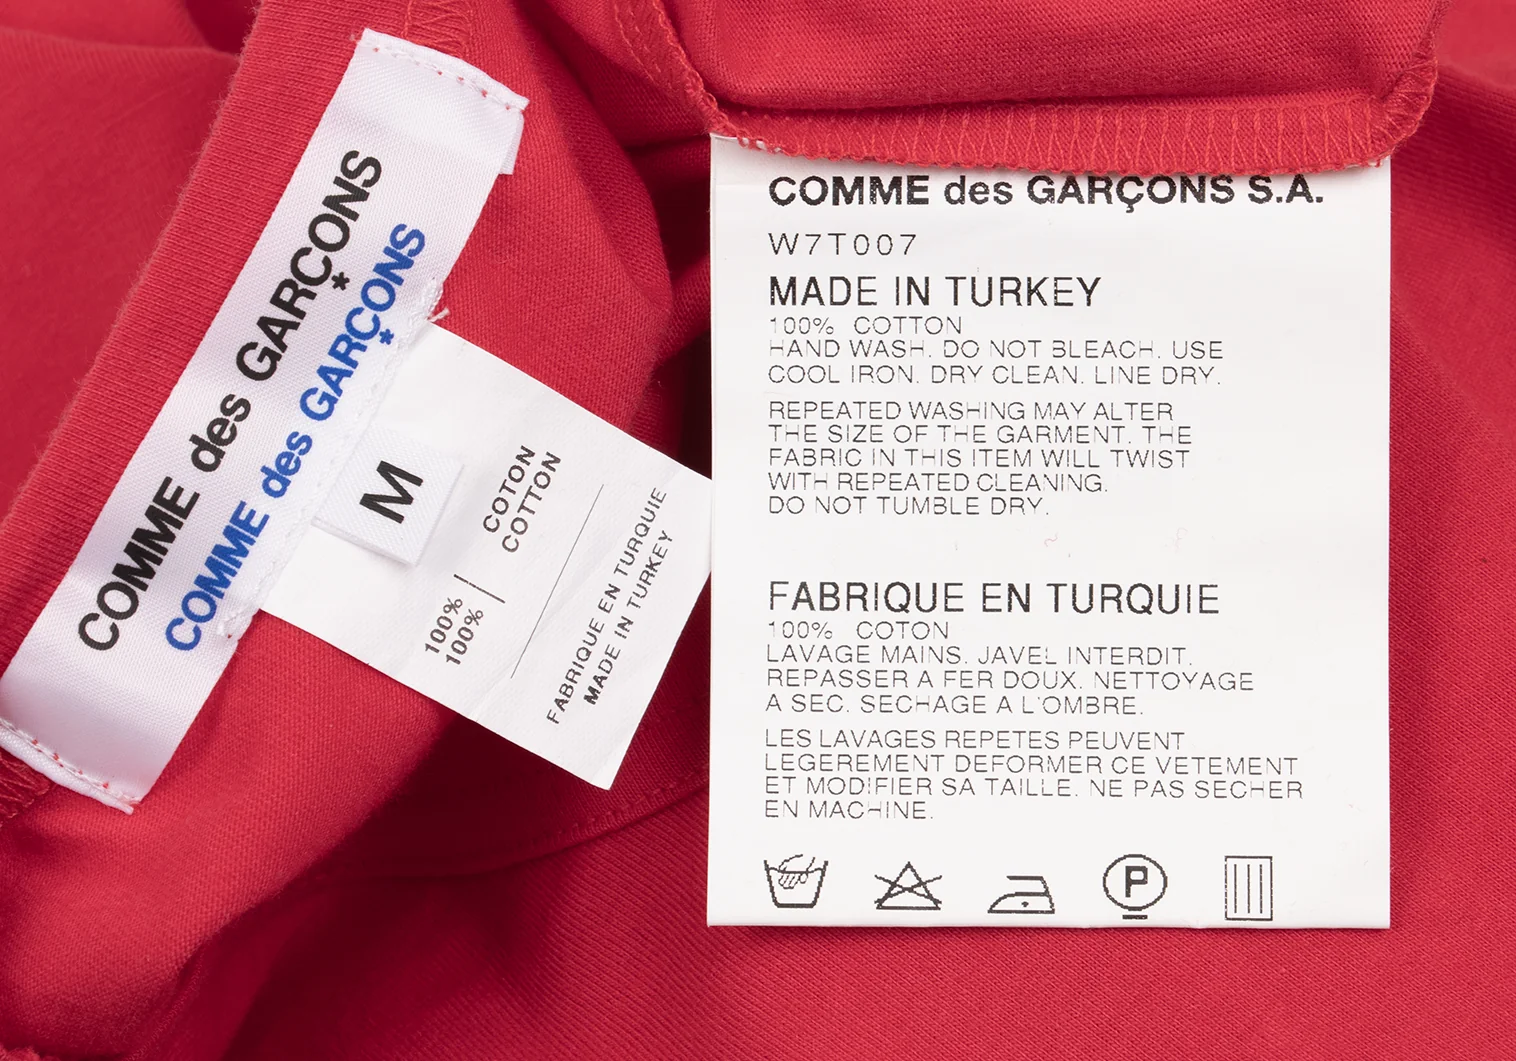 COMME des GARÇONS
*
COMME des GARÇONS
*
M
100% COTON
100% COTTON
FABRIQUE EN TURQUIE
MADE IN TURKEY
COMME des GARÇONS S.A.
W7T007
MADE IN TURKEY
100% COTTON
HAND WASH. DO NOT BLEACH. USE
COOL IRON. DRY CLEAN. LINE DRY.
REPEATED WASHING MAY ALTER
THE SIZE OF THE GARMENT. THE
FABRIC IN THIS ITEM WILL TWIST
WITH REPEATED CLEANING.
DO NOT TUMBLE DRY.
FABRIQUE EN TURQUIE
100% COTON
LAVAGE MAINS. JAVEL INTERDIT.
REPASSER A FER DOUX. NETTOYAGE
A SEC. SECHAGE A L'OMBRE.
LES LAVAGES REPETES PEUVENT
LEGEREMENT DEFORMER CE VETEMENT
ET MODIFIER SA TAILLE. NE PAS SECHER
EN MACHINE.
P